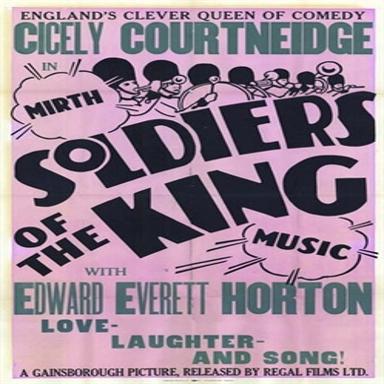 ENGLAND'S CLEVER QUEEN OF COMEDY
CICELY COURTNEIDGE
IN
MIRTH
SOLDIERS
OF THE KING
MUSIC
WITH
EDWARD EVERETT HORTON
LOVE-
LAUGHTER-
AND SONG!
A GAINSBOROUGH PICTURE, RELEASED BY REGAL FILMS LTD.